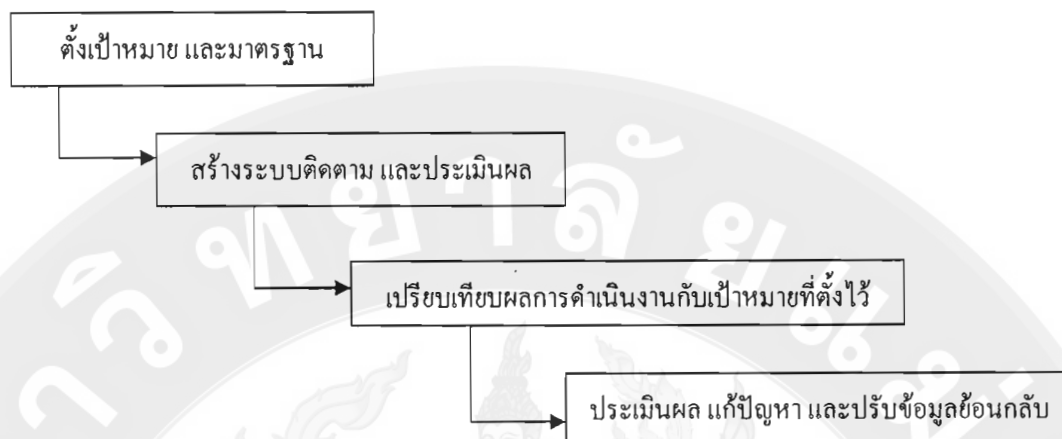 ตั้งเป้าหมาย และมาตรฐาน
สร้างระบบติดตาม และประเมินผล
เปรียบเทียบผลการดำเนินงานกับเป้าหมายที่ตั้งไว้
ประเมินผล แก้ปัญหา และปรับข้อมูลย้อนกลับ